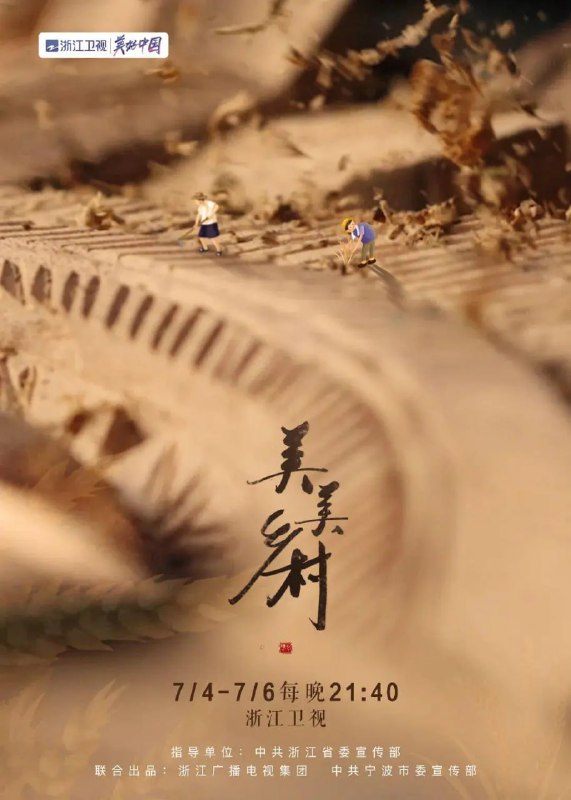 浙江卫视 美好中国
美美乡村
7/4-7/6每晚21:40
浙江卫视
指导单位：中共浙江省委宣传部
联合出品：浙江广播电视集团 中共宁波市委宣传部